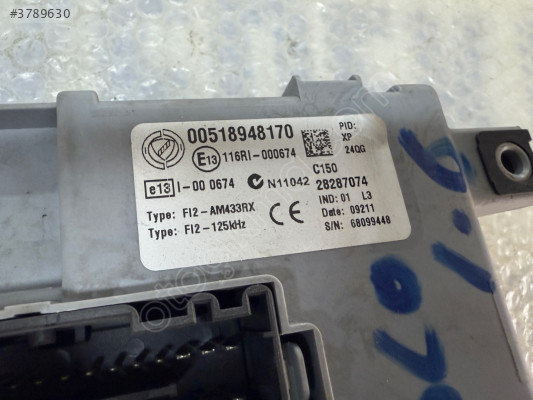 #3789630
00518948170
PID:
XP
24QG
E13 116RI-000674
C150
e13 I-00 0674
N11042 28287074
IND: 01 L3
Type: FI2-AM433RX
CE
Date: 09211
Type: FI2-125kHz
S/N: 68099448